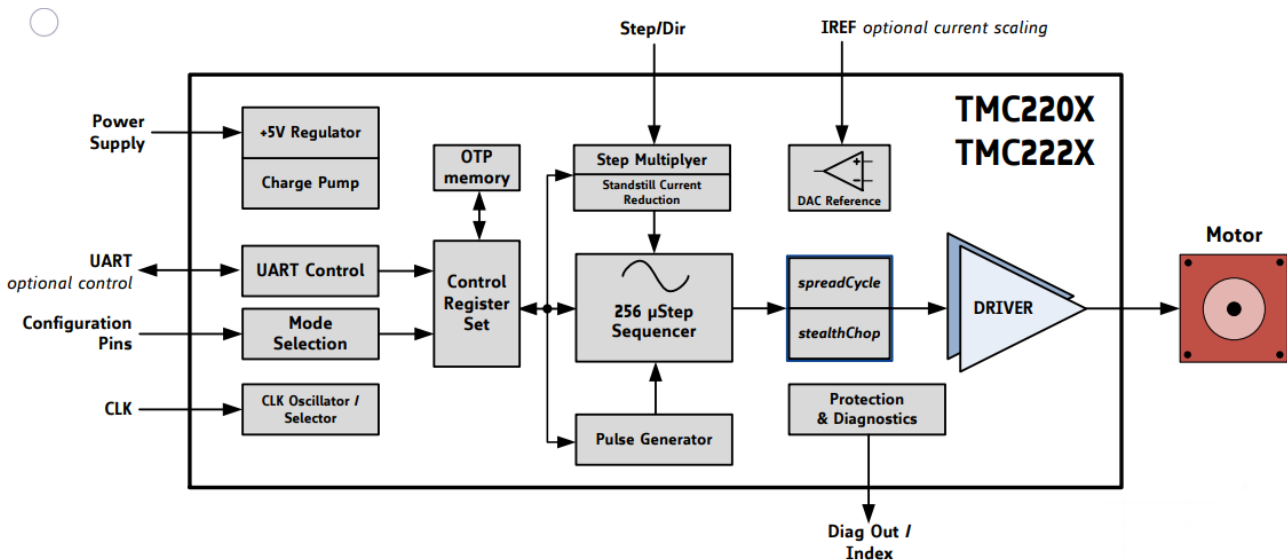 Step/Dir
IREF optional current scaling
TMC220X
TMC222X
Power
Supply
+5V Regulator
Charge Pump
OTP
memory
Step Multiplyer
Standstill Current
Reduction
DAC Reference
Motor
UART
optional control
UART Control
Control
Register
Set
256 µStep
Sequencer
spreadCycle
stealthChop
DRIVER
Configuration
Pins
Mode
Selection
CLK
CLK Oscillator /
Selector
Pulse Generator
Protection
& Diagnostics
Diag Out /
Index